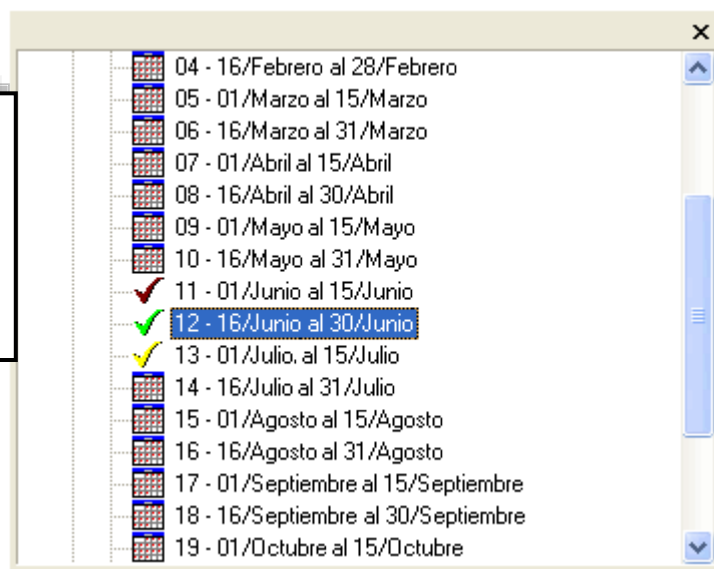 04 - 16/Febrero al 28/Febrero
05 - 01/Marzo al 15/Marzo
06 - 16/Marzo al 31/Marzo
07 - 01/Abril al 15/Abril
08 - 16/Abril al 30/Abril
09 - 01/Mayo al 15/Mayo
10 - 16/Mayo al 31/Mayo
11 - 01/Junio al 15/Junio
12 - 16/Junio al 30/Junio
13 - 01/Julio. al 15/Julio
14 - 16/Julio al 31/Julio
15 - 01/Agosto al 15/Agosto
16 - 16/Agosto al 31/Agosto
17 - 01/Septiembre al 15/Septiembre
18 - 16/Septiembre al 30/Septiembre
19 - 01/Octubre al 15/Octubre